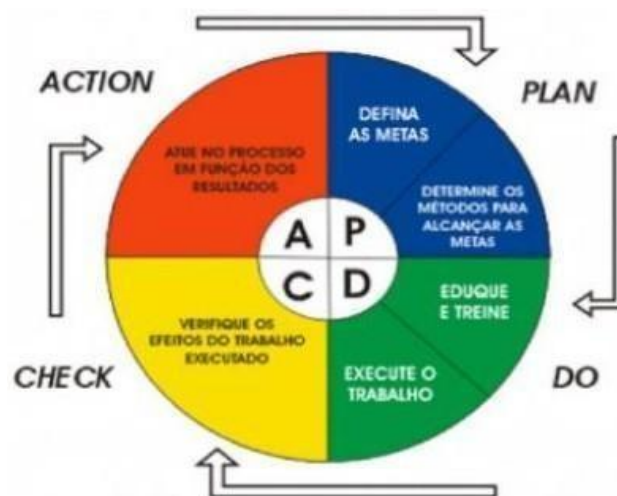 ACTION
PLAN
DEFINA
AS METAS
ATUE NO PROCESSO
EM FUNÇÃO DOS
RESULTADOS
DETERMINE OS
MÉTODOS PARA
ALCANÇAR AS
METAS
A P
C D
EDUQUE
E TREINE
VERIFIQUE OS
EFEITOS DO TRABALHO
EXECUTADO
EXECUTE O
TRABALHO
CHECK
DO